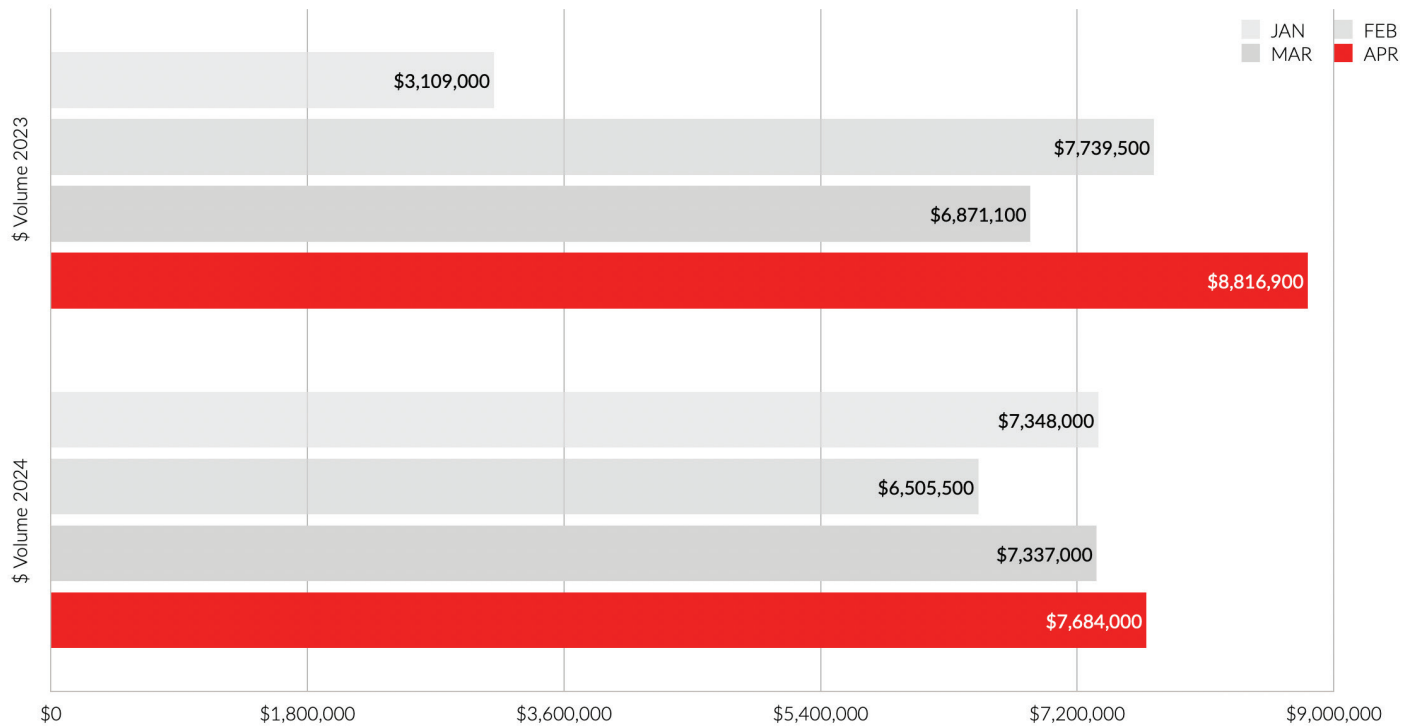 JAN FEB
MAR APR
$ Volume 2023
$3,109,000
$7,739,500
$6,871,100
$8,816,900
$ Volume 2024
$7,348,000
$6,505,500
$7,337,000
$7,684,000
$0 $1,800,000 $3,600,000 $5,400,000 $7,200,000 $9,000,000